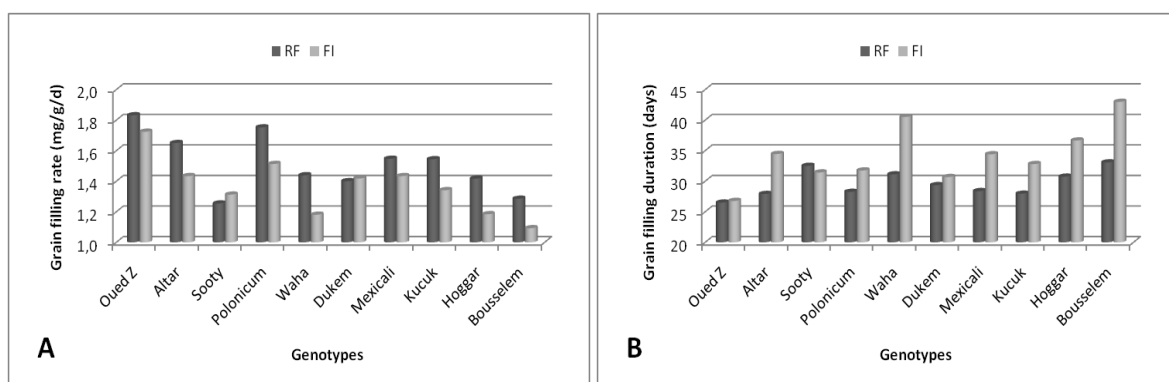 RF FI
Grain filling rate (mg/g/d)
2,0
1,8
1,6
1,4
1,2
1,0
Oued Z
Altar
Sooty
Polonicum
Waha
Dukem
Mexicali
Kucuk
Hoggar
Bousselem
Genotypes
A
RF FI
Grain filling duration (days)
45
40
35
30
25
20
Oued Z
Altar
Sooty
Polonicum
Waha
Dukem
Mexicali
Kucuk
Hoggar
Bousselem
Genotypes
B